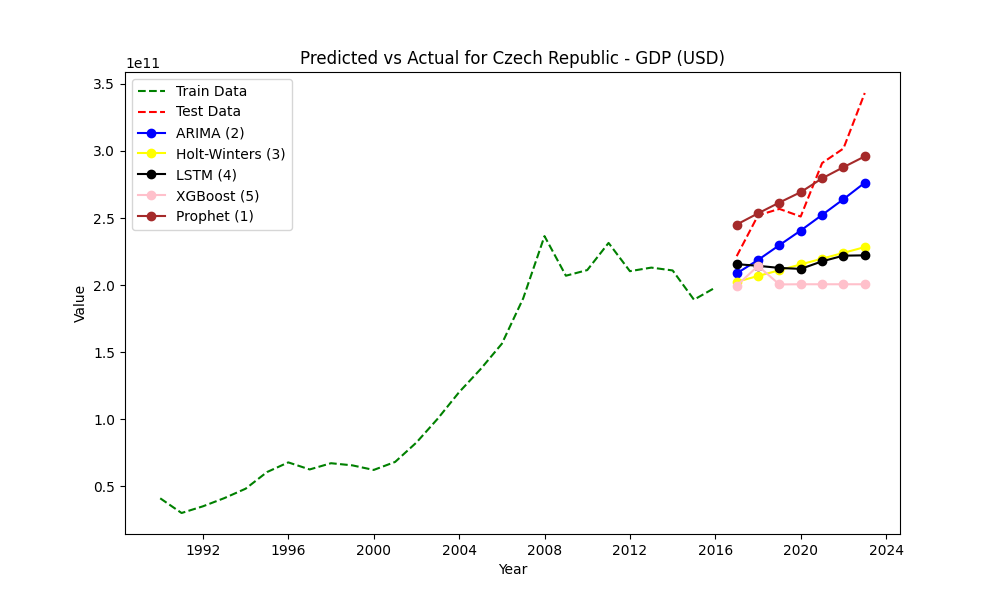 Predicted vs Actual for Czech Republic - GDP (USD)
1e11
3.5
3.0
2.5
2.0
1.5
1.0
0.5
Value
Train Data
Test Data
ARIMA (2)
Holt-Winters (3)
LSTM (4)
XGBoost (5)
Prophet (1)
1992 1996 2000 2004 2008 2012 2016 2020 2024
Year